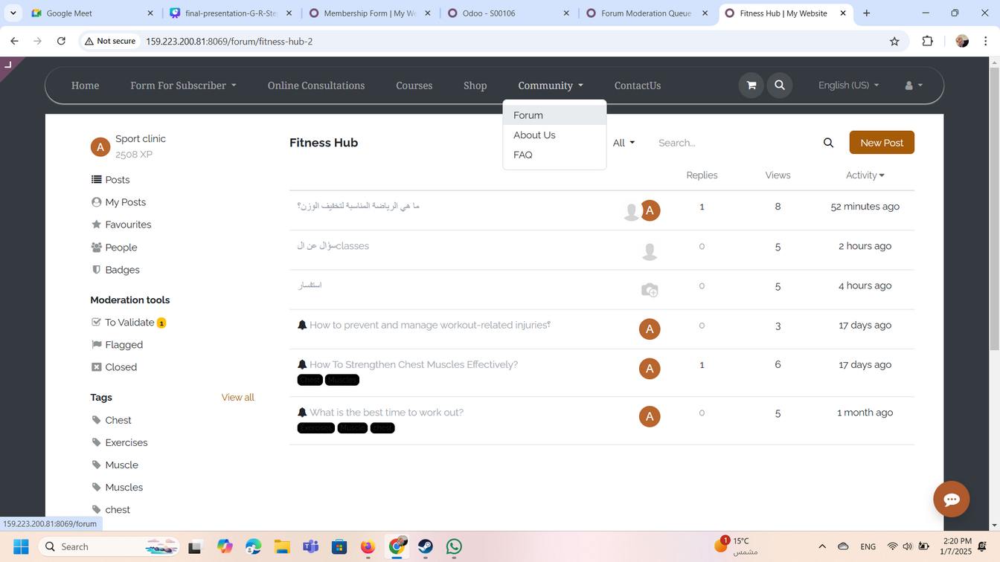 Google Meet
final-presentation-G-R-Ste
Membership Form | My We
Odoo - S00106
Forum Moderation Queue
Fitness Hub | My Website
Not secure
159.223.200.81:8069/forum/fitness-hub-2
Home
Form For Subscriber
Online Consultations
Courses
Shop
Community
ContactUs
English (US)
Forum
About Us
FAQ
A
Sport clinic
2508 XP
Posts
My Posts
Favourites
People
Badges
Moderation tools
To Validate 1
Flagged
Closed
Tags
View all
Chest
Exercises
Muscle
Muscles
chest
Fitness Hub
All
Search...
New Post
Replies
Views
Activity
ما هي الرياضة المناسبة لتخفيف الوزن؟
A
1
8
52 minutes ago
سؤال عن ال classes
0
5
2 hours ago
استفسار
0
5
4 hours ago
How to prevent and manage workout-related injuries؟
A
0
3
17 days ago
How To Strengthen Chest Muscles Effectively?
Chest
Muscles
A
1
6
17 days ago
What is the best time to work out?
Exercises
Muscle
chest
A
0
5
1 month ago
159.223.200.81:8069/forum
Search
1
15°C
مشمس
ENG
2:20 PM
1/7/2025